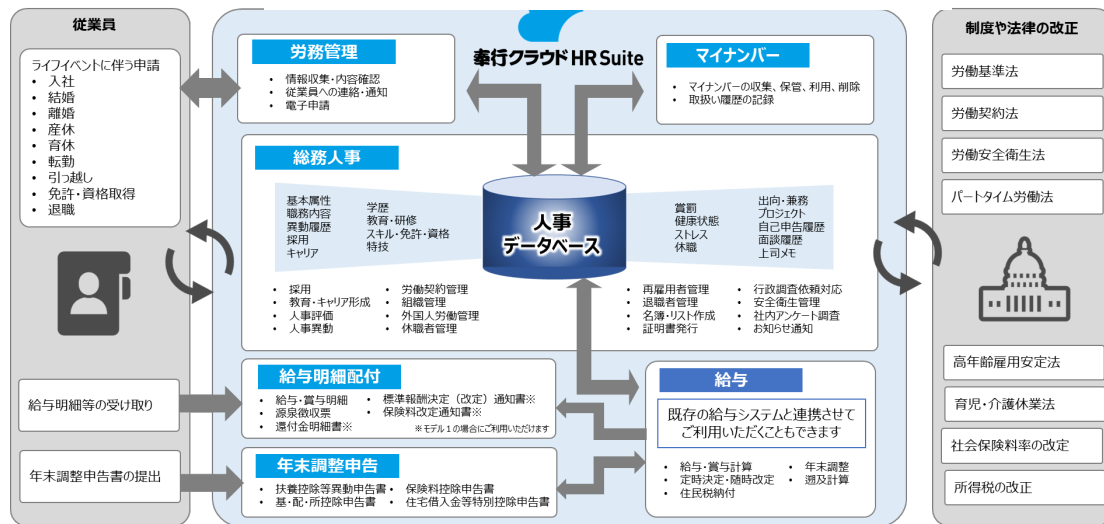 従業員
ライフイベントに伴う申請
• 入社
• 結婚
• 離婚
• 産休
• 育休
• 転勤
• 引っ越し
• 免許・資格取得
• 退職
給与明細等の受け取り
年末調整申告書の提出
奉行クラウド HR Suite
労務管理
• 情報収集・内容確認
• 従業員への連絡・通知
• 電子申請
マイナンバー
• マイナンバーの収集、保管、利用、削除
• 取扱い履歴の記録
総務人事
基本属性
職務内容
異動履歴
採用
キャリア
学歴
教育・研修
スキル・免許・資格
特技
人事
データベース
賞罰
健康状態
ストレス
休職
出向・兼務
プロジェクト
自己申告履歴
面談履歴
上司メモ
• 採用
• 教育・キャリア形成
• 人事評価
• 人事異動
• 労働契約管理
• 組織管理
• 外国人労働管理
• 休職者管理
• 再雇用者管理
• 退職者管理
• 名簿・リスト作成
• 証明書発行
• 行政調査依頼対応
• 安全衛生管理
• 社内アンケート調査
• お知らせ通知
給与明細配付
• 給与・賞与明細
• 源泉徴収票
• 還付金明細書※
• 標準報酬決定（改定）通知書※
• 保険料改定通知書※
※モデル１の場合にご利用いただけます
年末調整申告
• 扶養控除等異動申告書
• 基・配・所控除申告書
• 保険料控除申告書
• 住宅借入金等特別控除申告書
給与
既存の給与システムと連携させて
ご利用いただくこともできます
• 給与・賞与計算
• 定時決定・随時改定
• 住民税納付
• 年末調整
• 遡及計算
制度や法律の改正
労働基準法
労働契約法
労働安全衛生法
パートタイム労働法
高年齢雇用安定法
育児・介護休業法
社会保険料率の改定
所得税の改正